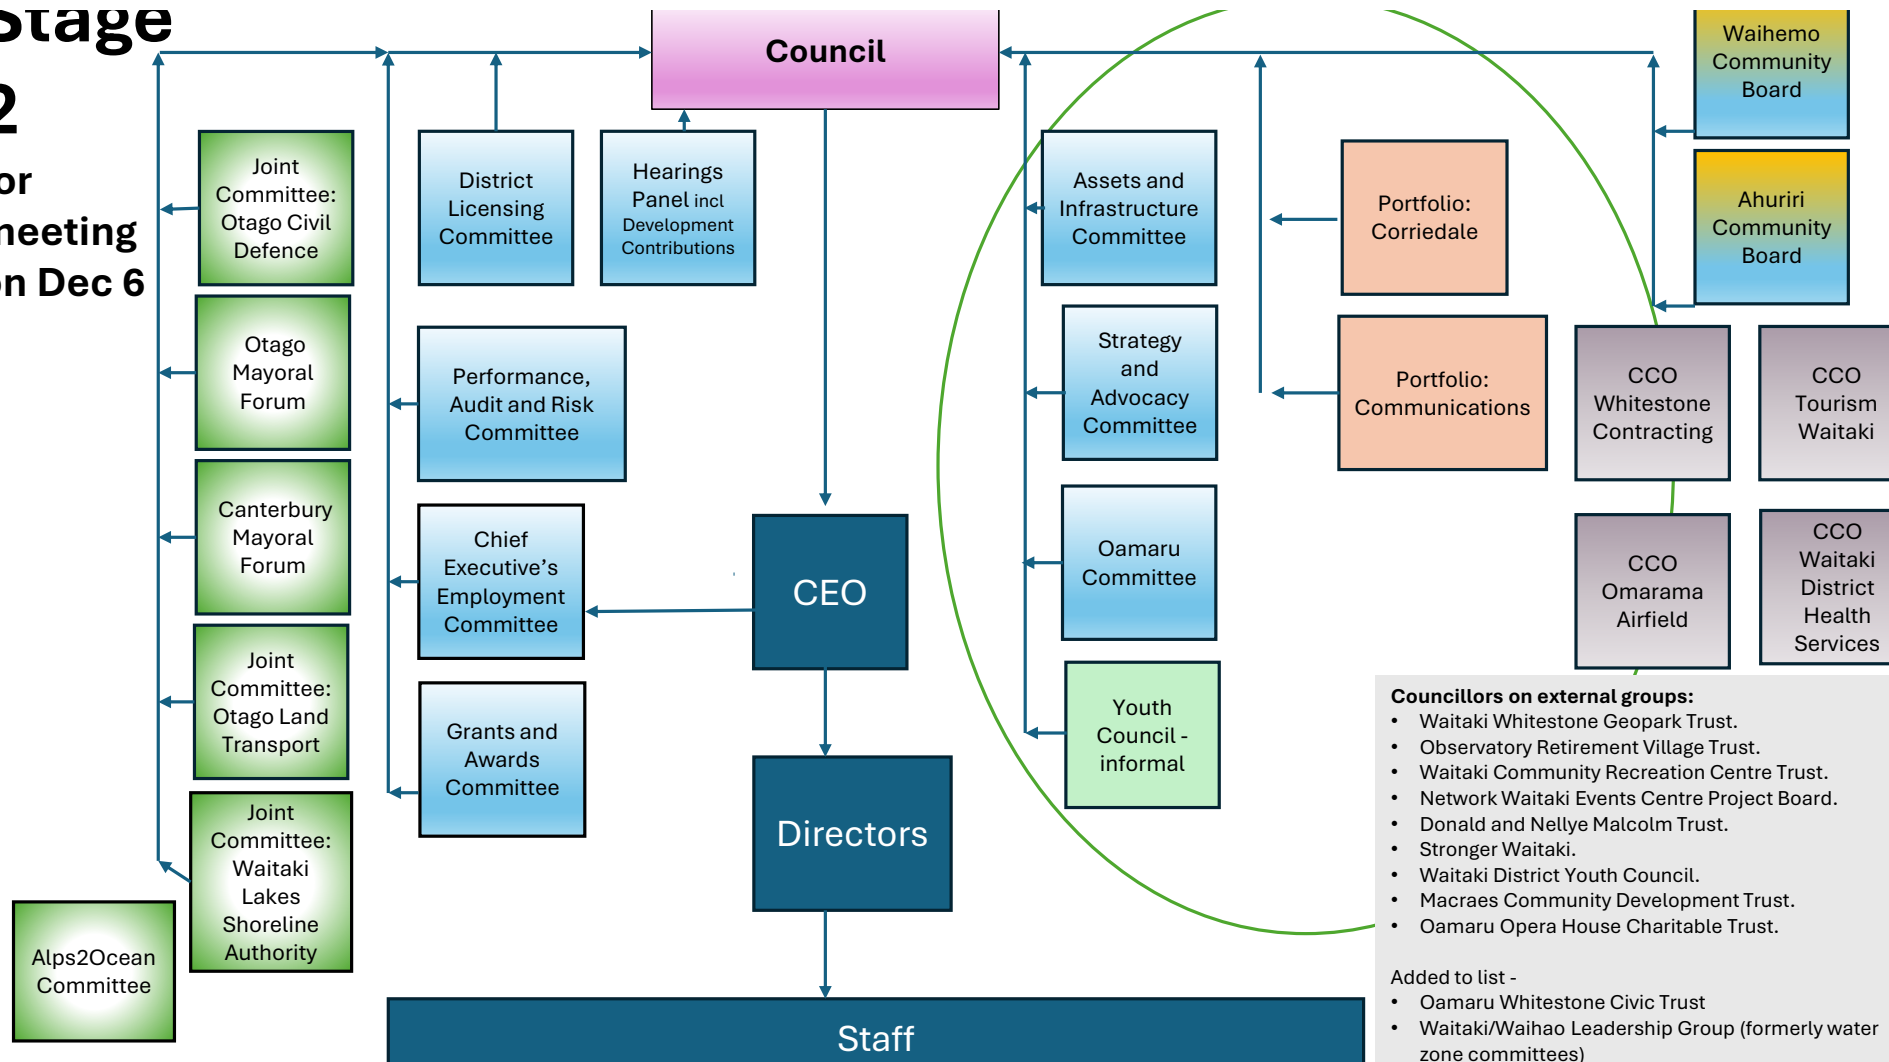 Stage
2
or
meeting
on Dec 6
Council
Joint
Committee:
Otago Civil
Defence
Otago
Mayoral
Forum
Canterbury
Mayoral
Forum
Joint
Committee:
Otago Land
Transport
Joint
Committee:
Waitaki
Lakes
Shoreline
Authority
Alps2Ocean
Committee
District
Licensing
Committee
Hearings
Panel incl
Development
Contributions
Performance,
Audit and Risk
Committee
Chief
Executive’s
Employment
Committee
Grants and
Awards
Committee
CEO
Directors
Staff
Assets and
Infrastructure
Committee
Strategy
and
Advocacy
Committee
Oamaru
Committee
Youth
Council -
informal
Portfolio:
Corriedale
Portfolio:
Communications
Waihemo
Community
Board
Ahuriri
Community
Board
CCO
Whitestone
Contracting
CCO
Tourism
Waitaki
CCO
Omarama
Airfield
CCO
Waitaki
District
Health
Services
Councillors on external groups:
• Waitaki Whitestone Geopark Trust.
• Observatory Retirement Village Trust.
• Waitaki Community Recreation Centre Trust.
• Network Waitaki Events Centre Project Board.
• Donald and Nellye Malcolm Trust.
• Stronger Waitaki.
• Waitaki District Youth Council.
• Macraes Community Development Trust.
• Oamaru Opera House Charitable Trust.
Added to list -
• Oamaru Whitestone Civic Trust
• Waitaki/Waihao Leadership Group (formerly water
zone committees)